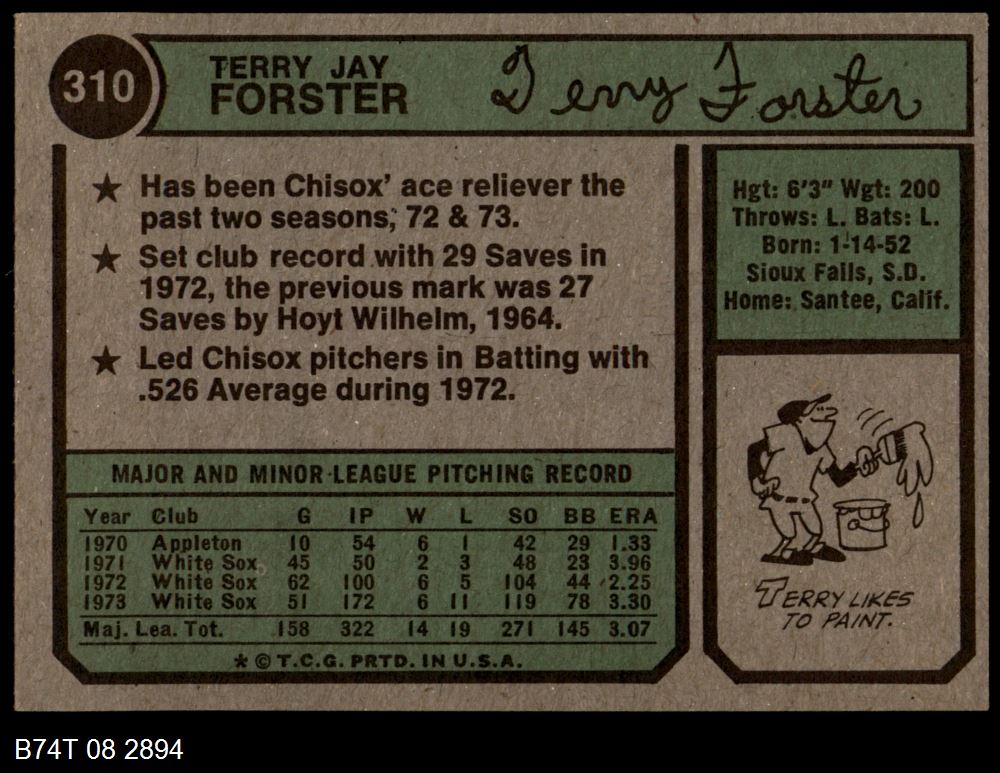 310
TERRY JAY
FORSTER
Terry Forster
★ Has been Chisox' ace reliever the
past two seasons, 72 & 73.
★ Set club record with 29 Saves in
1972, the previous mark was 27
Saves by Hoyt Wilhelm, 1964.
★ Led Chisox pitchers in Batting with
.526 Average during 1972.
Hgt: 6'3" Wgt: 200
Throws: L. Bats: L.
Born: 1-14-52
Sioux Falls, S.D.
Home: Santee, Calif.
MAJOR AND MINOR LEAGUE PITCHING RECORD
Year Club G IP W L SO BB ERA
1970 Appleton 10 54 6 1 42 29 1.33
1971 White Sox 45 50 2 3 48 23 3.96
1972 White Sox 62 100 6 5 104 44 2.25
1973 White Sox 51 172 6 11 119 78 3.30
Maj. Lea. Tot. 158 322 14 19 271 145 3.07
* © T.C.G. PRTD. IN U.S.A.
TERRY LIKES
TO PAINT.
B74T 08 2894